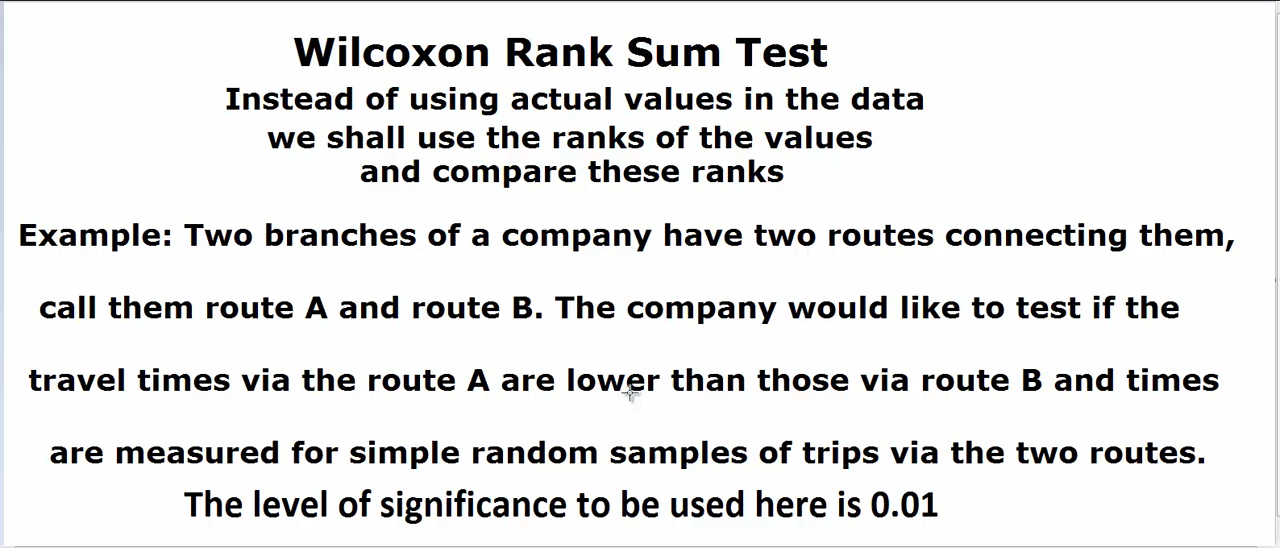 Wilcoxon Rank Sum Test
Instead of using actual values in the data
we shall use the ranks of the values
and compare these ranks
Example: Two branches of a company have two routes connecting them,
call them route A and route B. The company would like to test if the
travel times via the route A are lower than those via route B and times
are measured for simple random samples of trips via the two routes.
The level of significance to be used here is 0.01